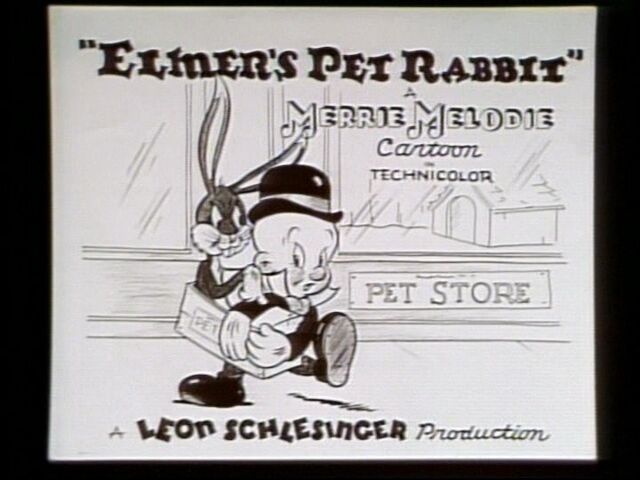 "ELMER'S PET RABBIT"
A
MERRIE MELODIE
Cartoon
IN
TECHNICOLOR
PET STORE
PET
A LEON SCHLESINGER Production